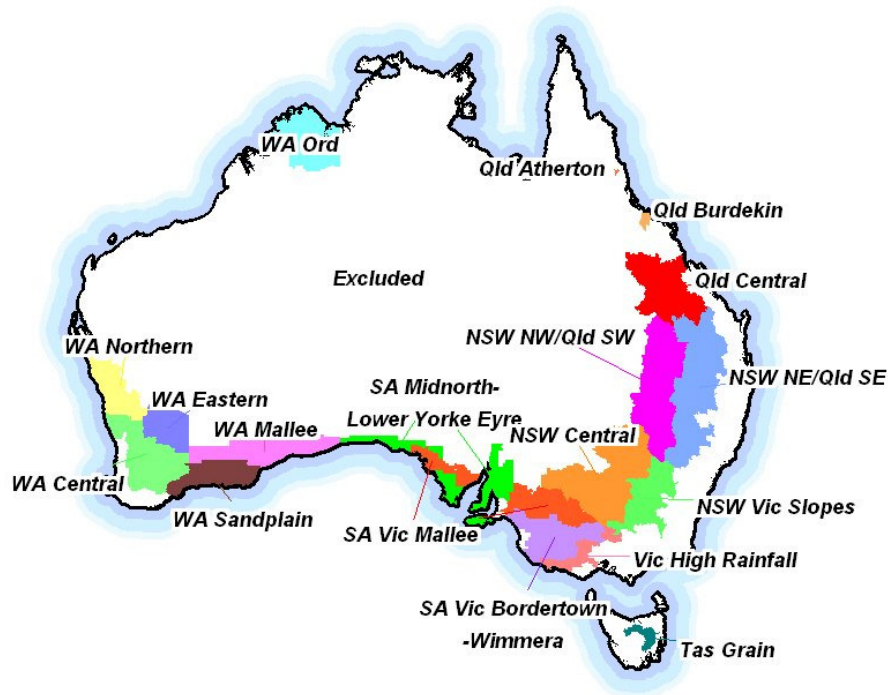 WA Ord
Qld Atherton
Qld Burdekin
Excluded
Qld Central
WA Northern
NSW NW/Qld SW
NSW NE/Qld SE
SA Midnorth-
Lower Yorke Eyre
WA Eastern
WA Mallee
NSW Central
WA Central
WA Sandplain
NSW Vic Slopes
SA Vic Mallee
Vic High Rainfall
SA Vic Bordertown
-Wimmera
Tas Grain